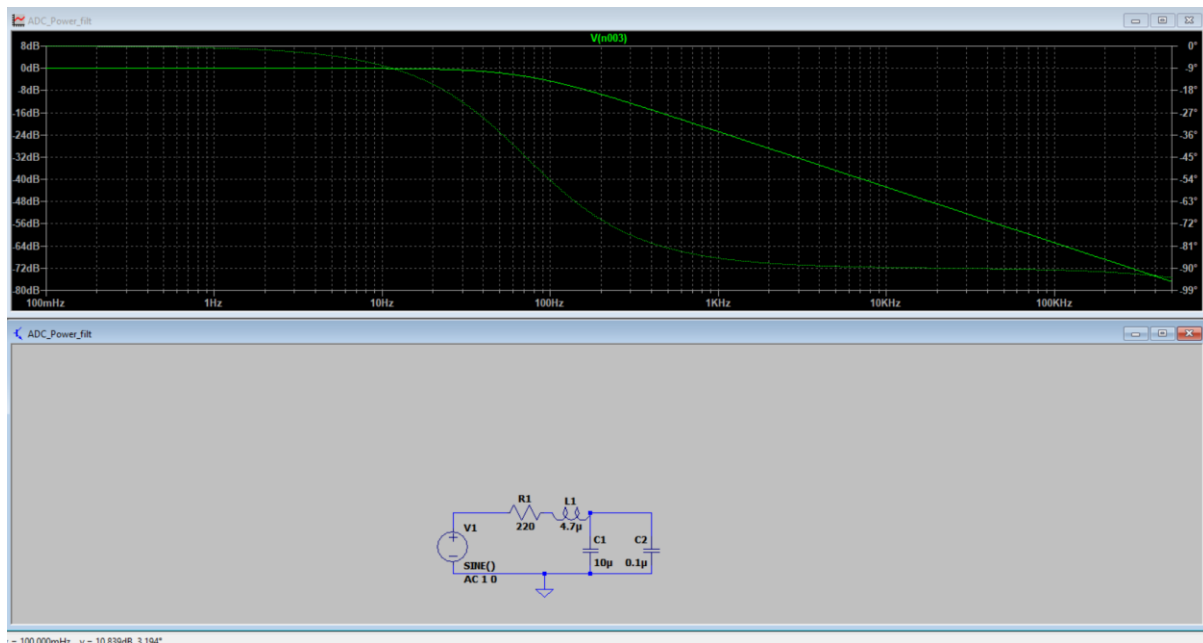 ADC_Power_filt
V(n003)
8dB
0dB
-8dB
-16dB
-24dB
-32dB
-40dB
-48dB
-56dB
-64dB
-72dB
-80dB
0°
-9°
-18°
-27°
-36°
-45°
-54°
-63°
-72°
-81°
-90°
-99°
100mHz 1Hz 10Hz 100Hz 1KHz 10KHz 100KHz
ADC_Power_filt
R1 L1
220 4.7µ
V1
C1 C2
10µ 0.1µ
SINE()
AC 1 0
= 100.000mHz y = 10.839dB, 3.194°